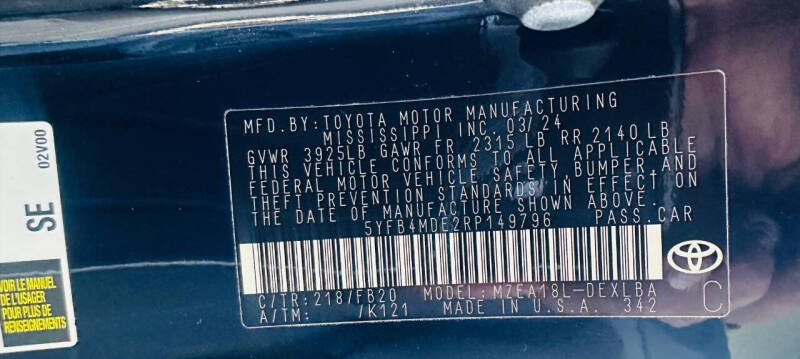 MFD.BY:TOYOTA MOTOR MANUFACTURING
MISSISSIPPI INC. 03/24
GVWR 3925LB GAWR FR 2315 LB RR 2140 LB
THIS VEHICLE CONFORMS TO ALL APPLICABLE
FEDERAL MOTOR VEHICLE SAFETY,BUMPER,AND
THEFT PREVENTION STANDARDS IN EFFECT ON
THE DATE OF MANUFACTURE SHOWN ABOVE.
5YFB4MDE2RP149796 PASS.CAR
C/TR:218/FB20 MODEL:MZEA18L-DEXLBA
A/TM: /K121 MADE IN U.S.A. 342
C
SE 02V00
VOIR LE MANUEL
DE L'USAGER
POUR PLUS DE
RENSEIGNEMENTS